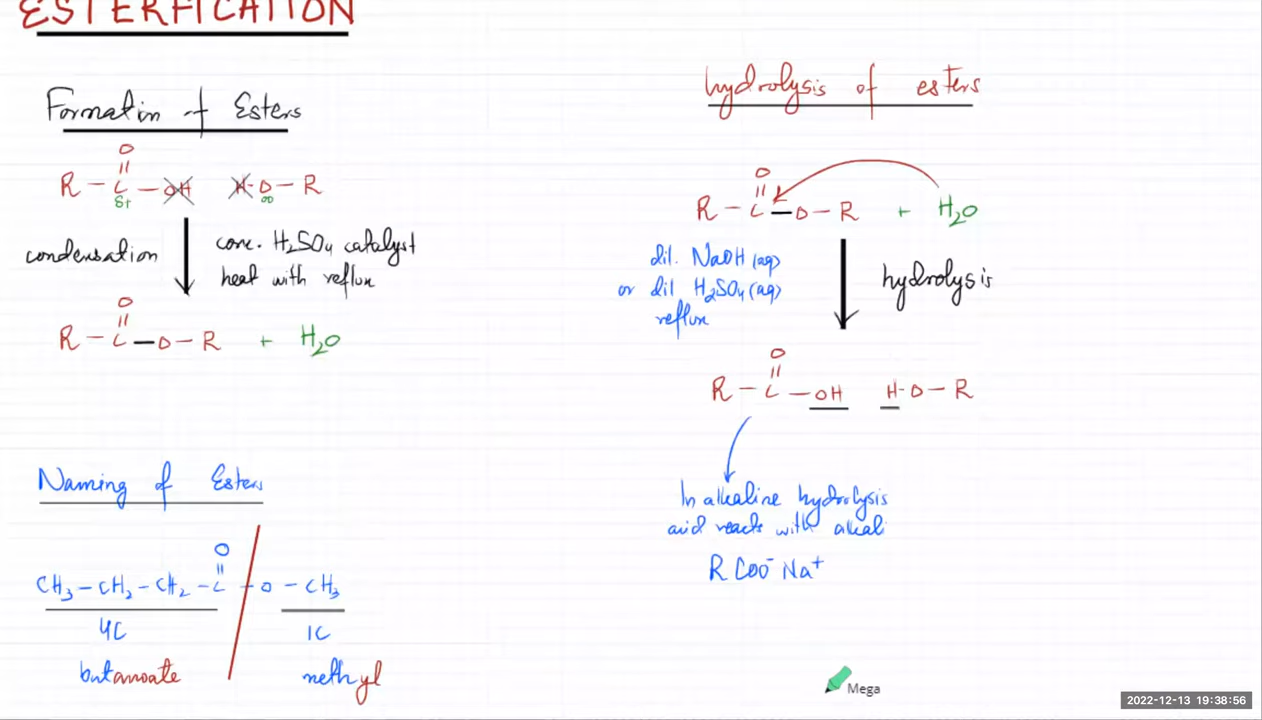 ESTERFICATION
Formation of Esters
O
||
R - C - OH H - O - R
δ+ ∞
condensation
conc. H2SO4 catalyst
heat with reflux
O
||
R - C - O - R + H2O
Naming of Esters
O
||
CH3 - CH2 - CH2 - C - O - CH3
4C 1C
butanoate methyl
hydrolysis of esters
O
||
R - C - O - R + H2O
dil. NaOH (aq)
or dil H2SO4 (aq)
reflux
hydrolysis
O
||
R - C - OH H - O - R
In alkaline hydrolysis
acid reacts with alkali
R COO- Na+
Mega
2022-12-13 19:38:56